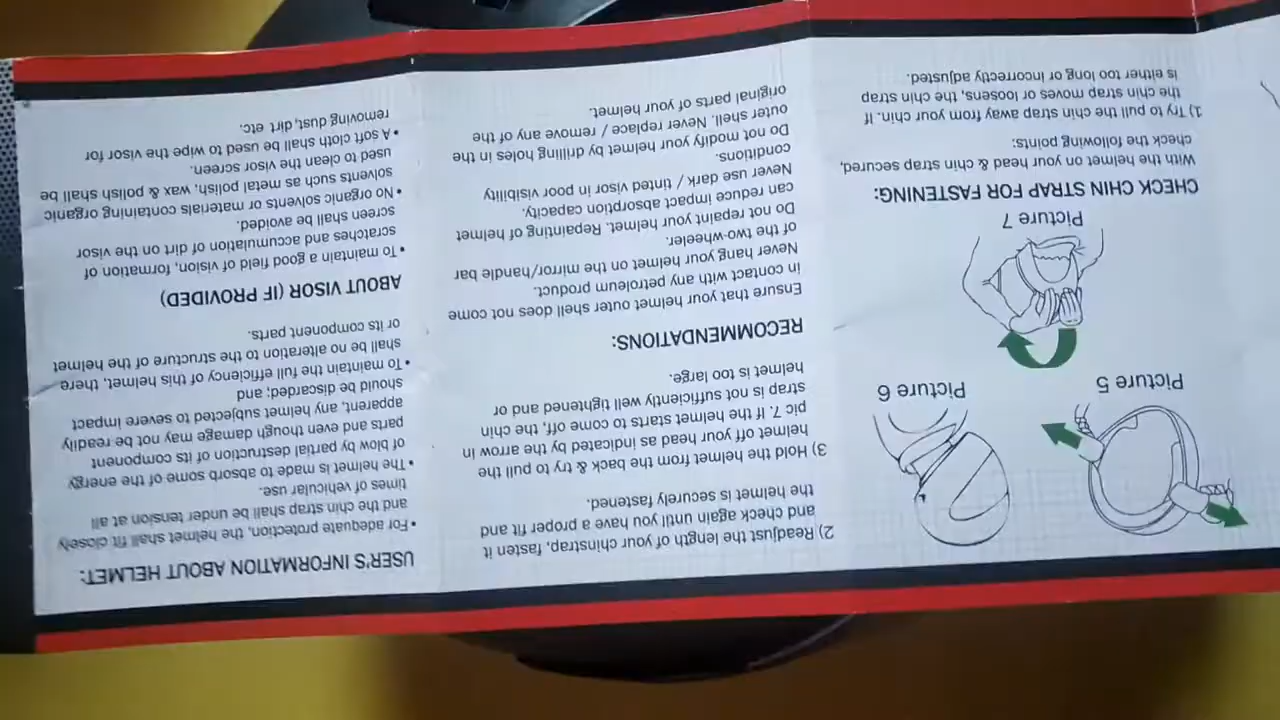 Picture 5
Picture 6
Picture 7
CHECK CHIN STRAP FOR FASTENING:
With the helmet on your head & chin strap secured,
check the following points:
1) Try to pull the chin strap away from your chin. If
the chin strap moves or loosens, the chin strap
is either too long or incorrectly adjusted.
2) Readjust the length of your chinstrap, fasten it
and check again until you have a proper fit and
the helmet is securely fastened.
3) Hold the helmet from the back & try to pull the
helmet off your head as indicated by the arrow in
pic 7. If the helmet starts to come off, the chin
strap is not sufficiently well tightened and or
helmet is too large.
RECOMMENDATIONS:
Ensure that your helmet outer shell does not come
in contact with any petroleum product.
Never hang your helmet on the mirror/handle bar
of the two-wheeler.
Do not repaint your helmet. Repainting of helmet
can reduce impact absorption capacity.
Never use dark / tinted visor in poor visibility
conditions.
Do not modify your helmet by drilling holes in the
outer shell. Never replace / remove any of the
original parts of your helmet.
USER'S INFORMATION ABOUT HELMET:
• For adequate protection, the helmet shall fit closely
and the chin strap shall be under tension at all
times of vehicular use.
• The helmet is made to absorb some of the energy
of blow by partial destruction of its component
parts and even though damage may not be readily
apparent, any helmet subjected to severe impact
should be discarded; and
• To maintain the full efficiency of this helmet, there
shall be no alteration to the structure of the helmet
or its component parts.
ABOUT VISOR (IF PROVIDED)
• To maintain a good field of vision, formation of
scratches and accumulation of dirt on the visor
screen shall be avoided.
• No organic solvents or materials containing organic
solvents such as metal polish, wax & polish shall be
used to clean the visor screen.
• A soft cloth shall be used to wipe the visor for
removing dust, dirt etc.